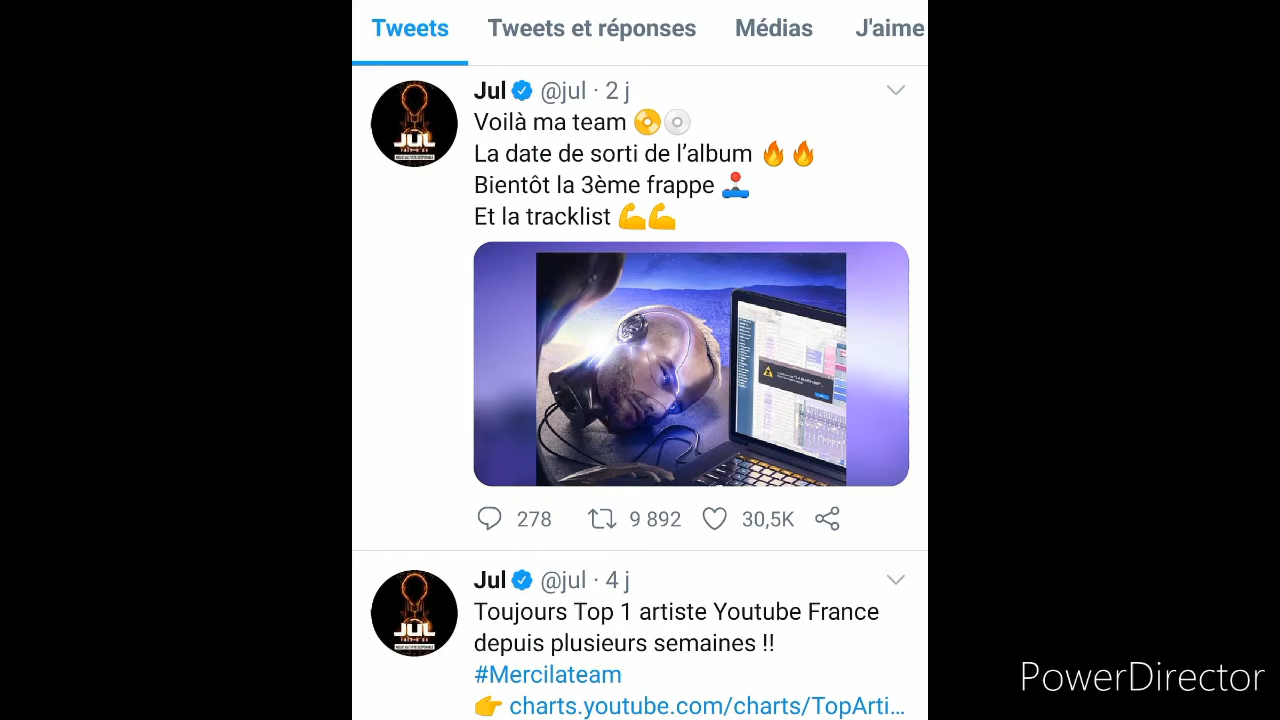 Tweets Tweets et réponses Médias J'aime
Jul @jul · 2 j
Voilà ma team 📀💿
La date de sorti de l’album 🔥🔥
Bientôt la 3ème frappe 🕹️
Et la tracklist 💪💪
278 9 892 30,5K
Jul @jul · 4 j
JUL
Toujours Top 1 artiste Youtube France
depuis plusieurs semaines !!
#Mercilateam
👉 charts.youtube.com/charts/TopArti...
PowerDirector